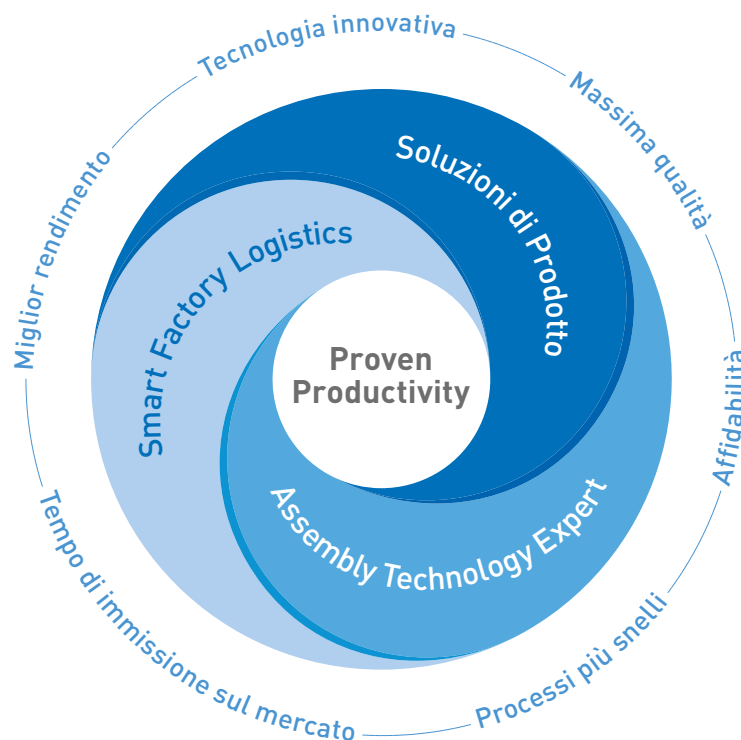 Tecnologia innovativa
Massima qualità
Affidabilità
Processi più snelli
Tempo di immissione sul mercato
Miglior rendimento
Soluzioni di Prodotto
Assembly Technology Expert
Smart Factory Logistics
Proven
Productivity